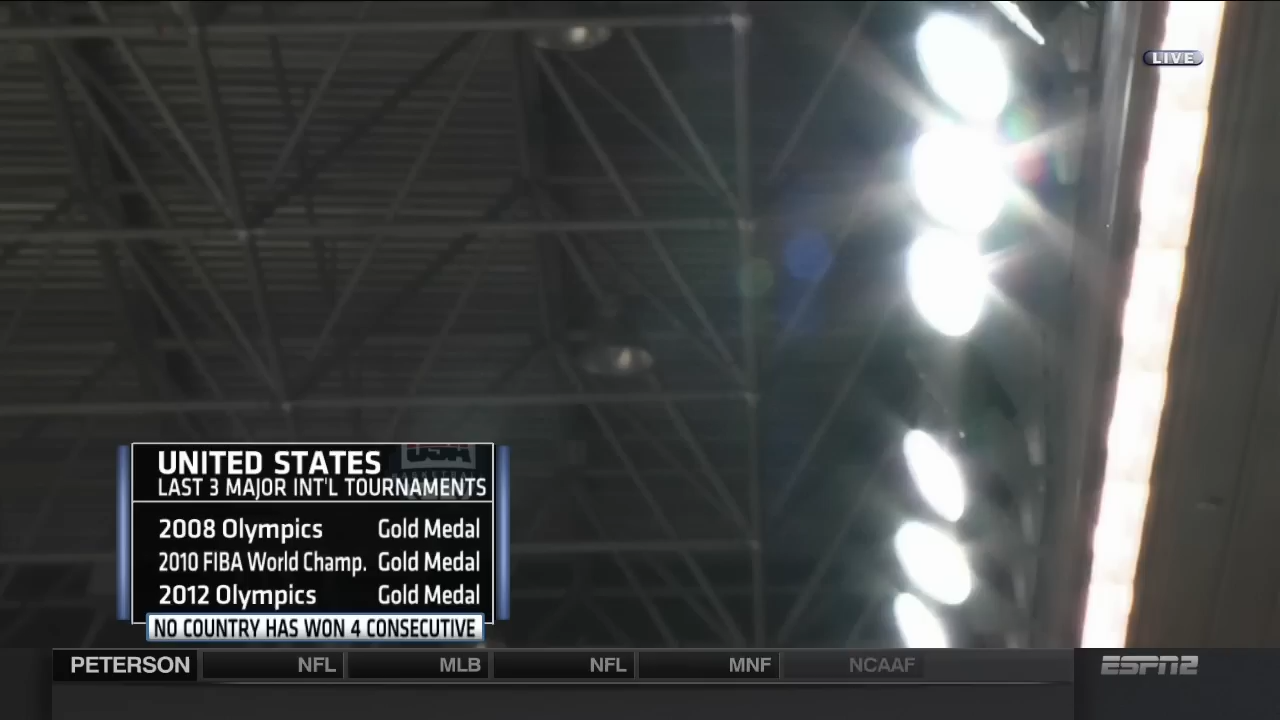 LIVE
UNITED STATES
USA
LAST 3 MAJOR INT'L TOURNAMENTS
2008 Olympics Gold Medal
2010 FIBA World Champ. Gold Medal
2012 Olympics Gold Medal
NO COUNTRY HAS WON 4 CONSECUTIVE
PETERSON NFL MLB NFL MNF NCAAF
ESPN2